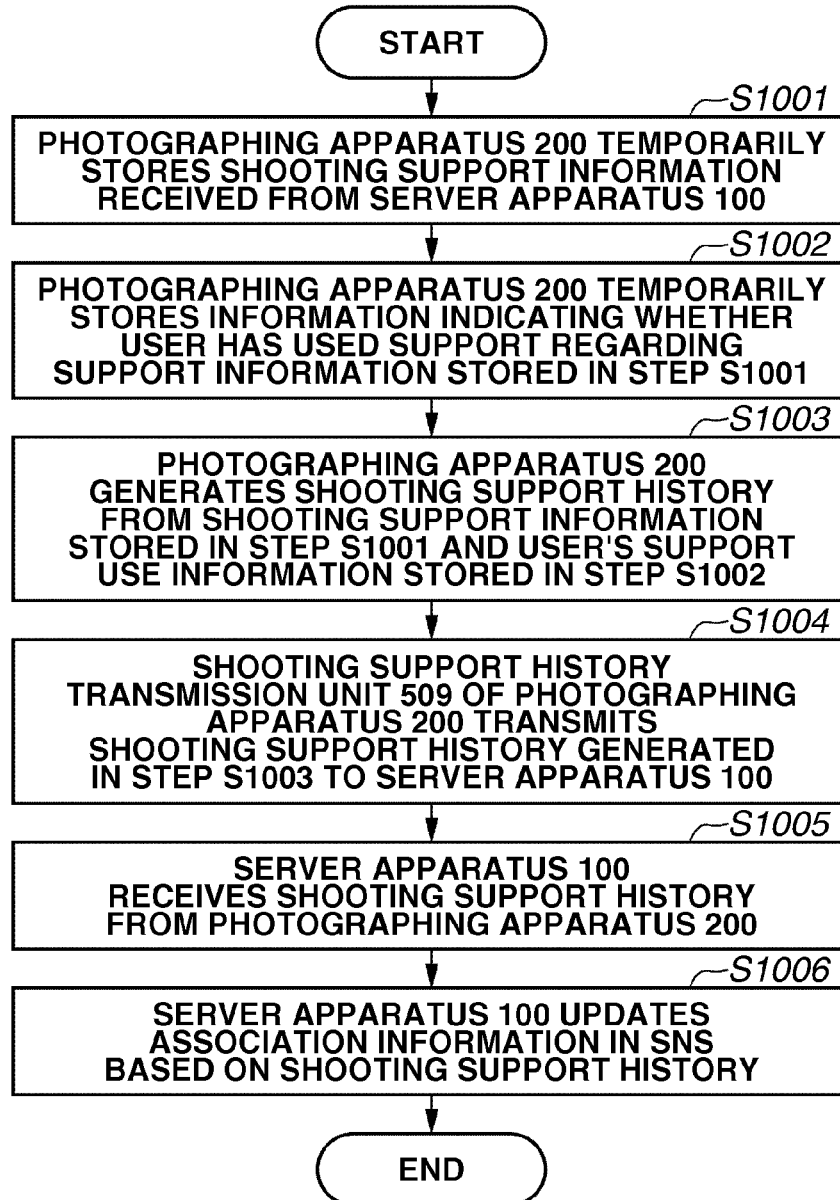 START
S1001
PHOTOGRAPHING APPARATUS 200 TEMPORARILY
STORES SHOOTING SUPPORT INFORMATION
RECEIVED FROM SERVER APPARATUS 100
S1002
PHOTOGRAPHING APPARATUS 200 TEMPORARILY
STORES INFORMATION INDICATING WHETHER
USER HAS USED SUPPORT REGARDING
SUPPORT INFORMATION STORED IN STEP S1001
S1003
PHOTOGRAPHING APPARATUS 200
GENERATES SHOOTING SUPPORT HISTORY
FROM SHOOTING SUPPORT INFORMATION
STORED IN STEP S1001 AND USER'S SUPPORT
USE INFORMATION STORED IN STEP S1002
S1004
SHOOTING SUPPORT HISTORY
TRANSMISSION UNIT 509 OF PHOTOGRAPHING
APPARATUS 200 TRANSMITS
SHOOTING SUPPORT HISTORY GENERATED
IN STEP S1003 TO SERVER APPARATUS 100
S1005
SERVER APPARATUS 100
RECEIVES SHOOTING SUPPORT HISTORY
FROM PHOTOGRAPHING APPARATUS 200
S1006
SERVER APPARATUS 100 UPDATES
ASSOCIATION INFORMATION IN SNS
BASED ON SHOOTING SUPPORT HISTORY
END